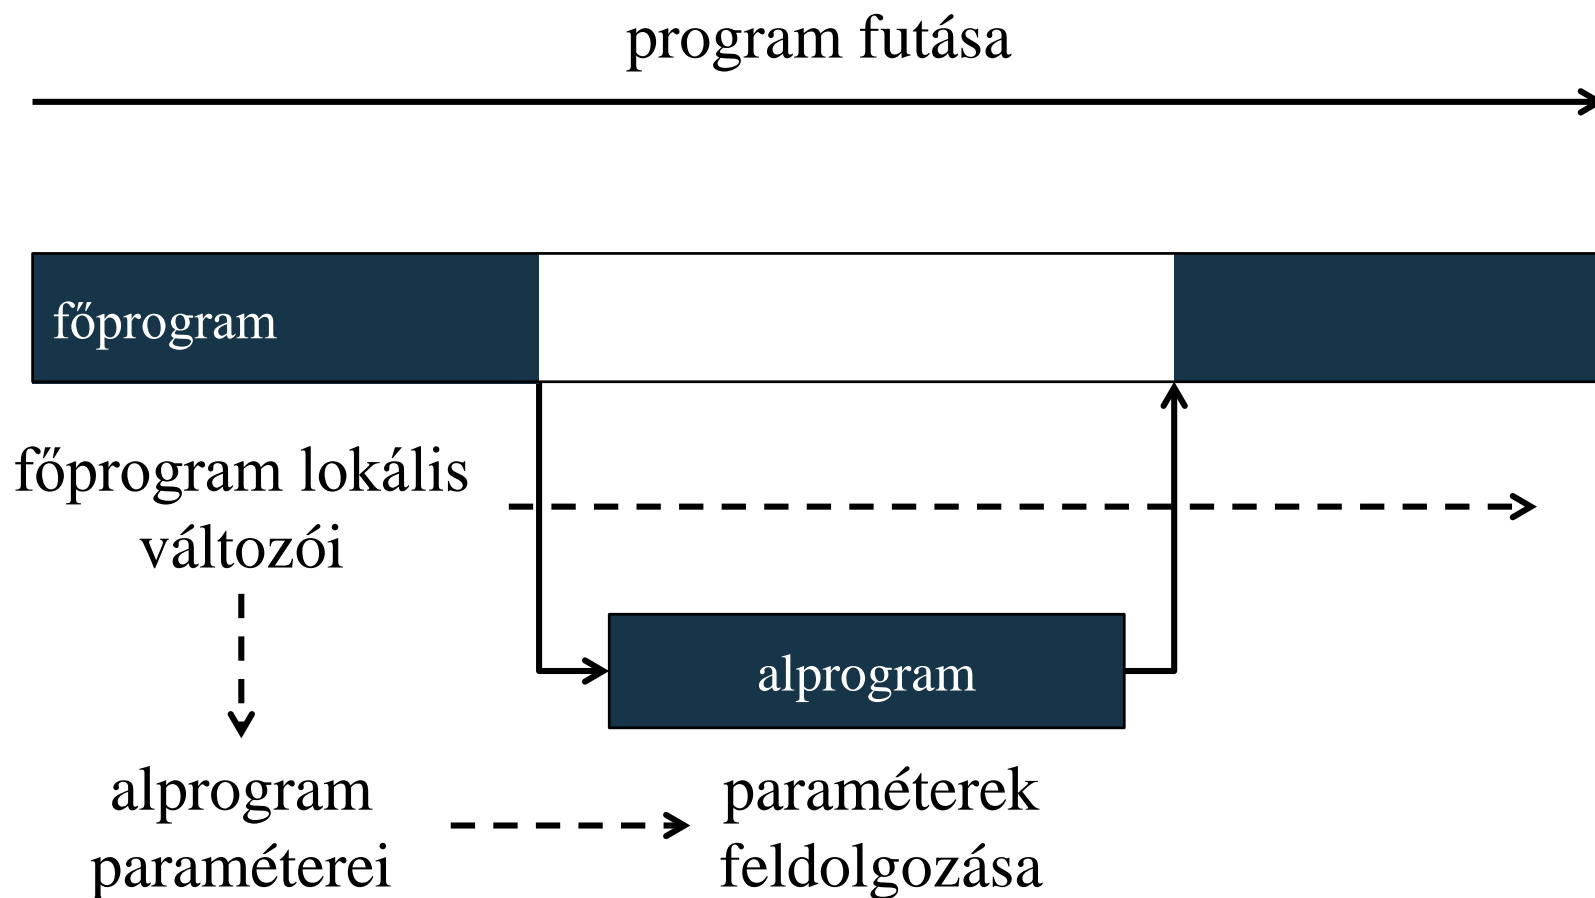 program futása
főprogram
főprogram lokális
változói
alprogram
alprogram
paraméterei
paraméterek
feldolgozása